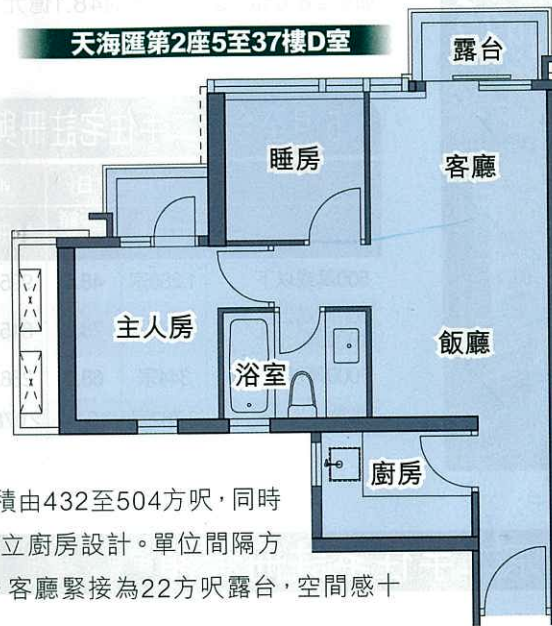 天海匯第2座5至37樓D室
露台
睡房
客廳
主人房
浴室
飯廳
廚房
積由432至504方呎，同時
立廚房設計。單位間隔方
客廳緊接為22方呎露台，空間感十